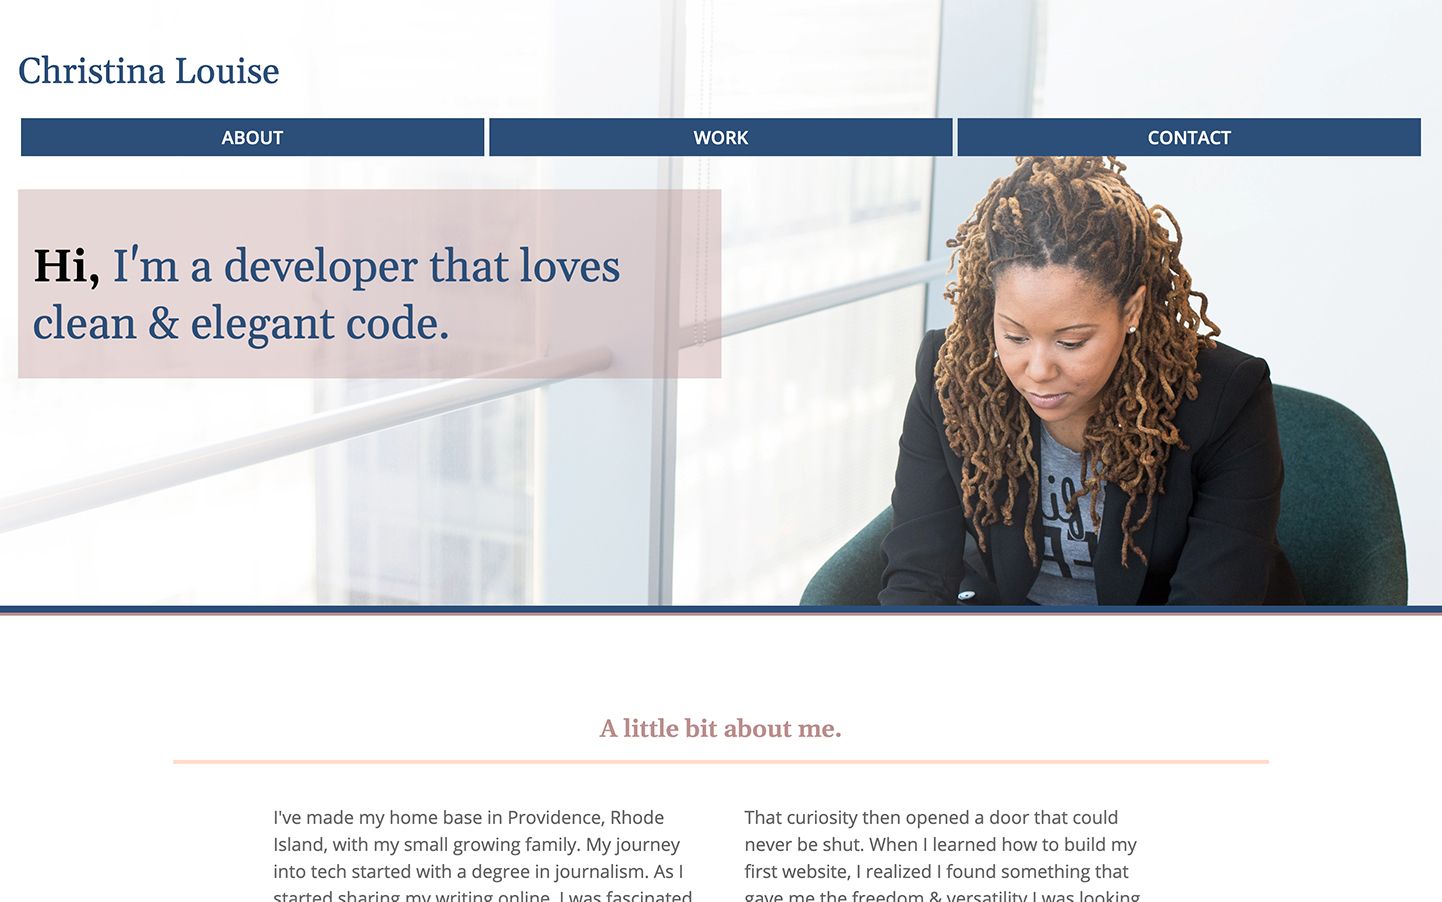 Christina Louise
ABOUT WORK CONTACT
Hi, I'm a developer that loves
clean & elegant code.
A little bit about me.
I've made my home base in Providence, Rhode
Island, with my small growing family. My journey
into tech started with a degree in journalism. As I
started sharing my writing online, I was fascinated
That curiosity then opened a door that could
never be shut. When I learned how to build my
first website, I realized I found something that
gave me the freedom & versatility I was looking